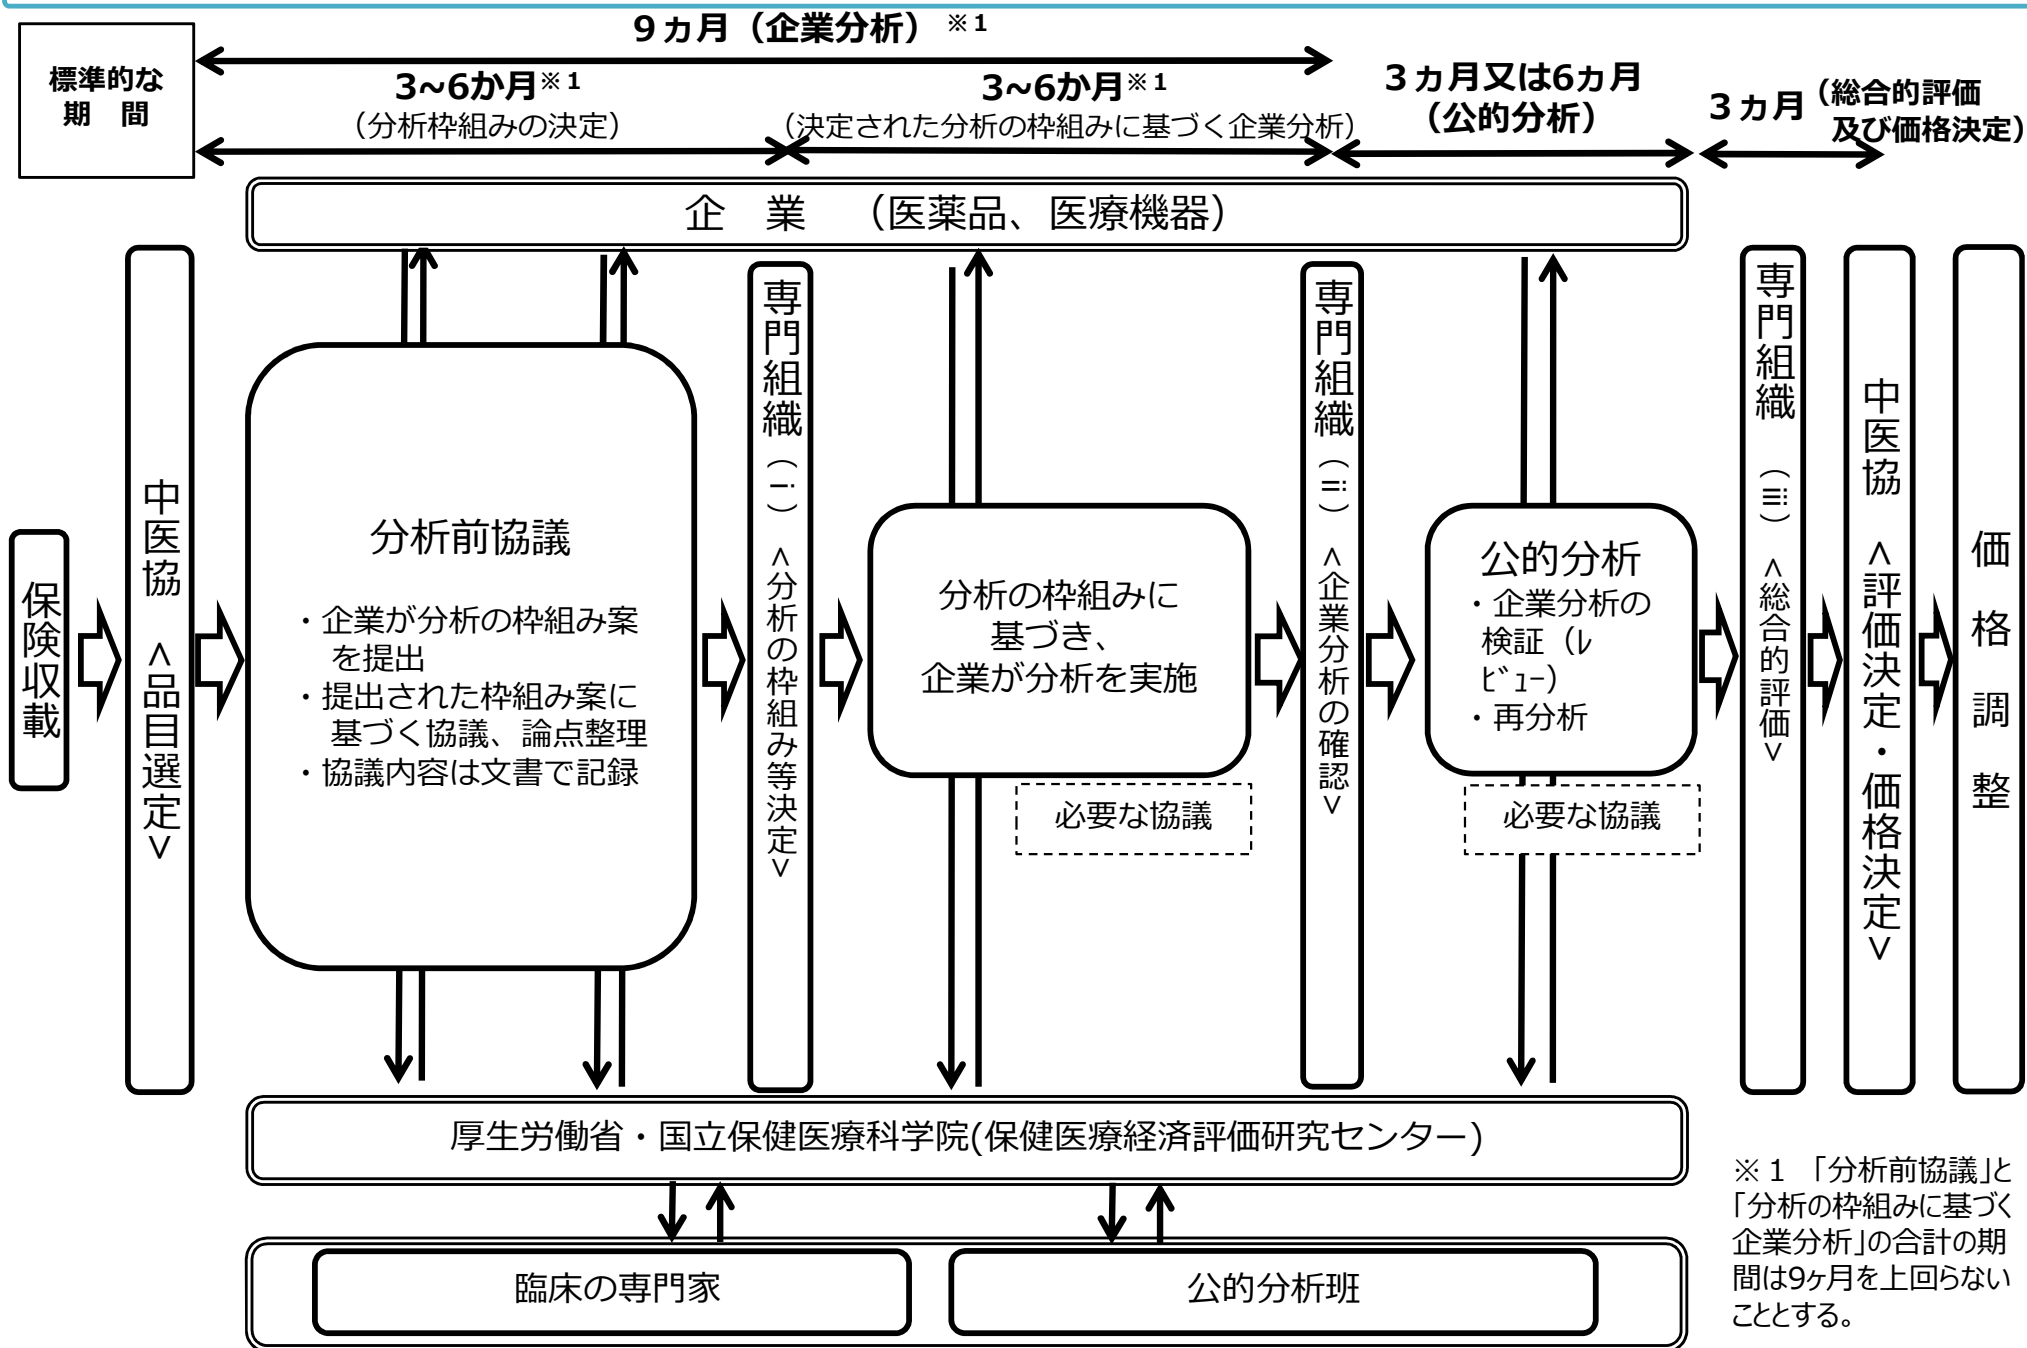 標準的な
期　間
９ヵ月（企業分析）※１
3~6か月※１
（分析枠組みの決定）
3~6か月※１
（決定された分析の枠組みに基づく企業分析）
３ヵ月又は6ヵ月
（公的分析）
３ヵ月（総合的評価
及び価格決定）
企　業　（医薬品、医療機器）
保険収載
中医協　＜品目選定＞
分析前協議
・企業が分析の枠組み案
を提出
・提出された枠組み案に
基づく協議、論点整理
・協議内容は文書で記録
専門組織（ⅰ）＜分析の枠組み等決定＞
分析の枠組みに
基づき、
企業が分析を実施
必要な協議
専門組織（ⅱ）＜企業分析の確認＞
公的分析
・企業分析の
検証（ﾚ
ﾋﾞｭｰ）
・再分析
必要な協議
専門組織　（ⅲ）＜総合的評価＞
中医協　＜評価決定・価格決定＞
価格調整
厚生労働省・国立保健医療科学院(保健医療経済評価研究センター)
臨床の専門家
公的分析班
※１　「分析前協議」と
「分析の枠組みに基づく
企業分析」の合計の期
間は9ヶ月を上回らない
こととする。